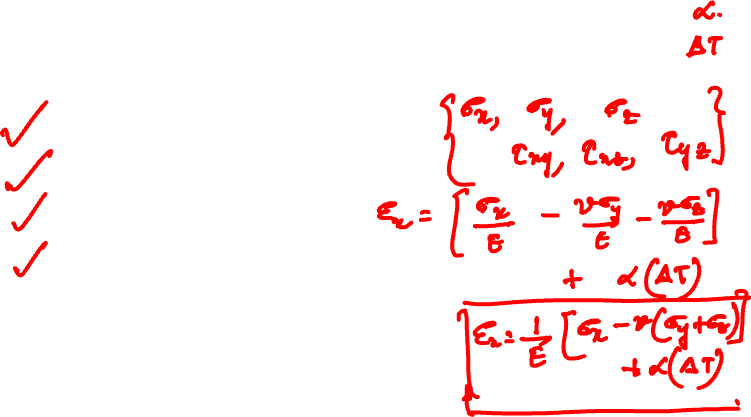 α.
ΔT
{σx, σy, σz
τxy, τxz, τyz}
εx = [σx/E - νσy/E - νσz/E]
+ α(ΔT)
εx = 1/E [σx - ν(σy+σz)]
+ α(ΔT)